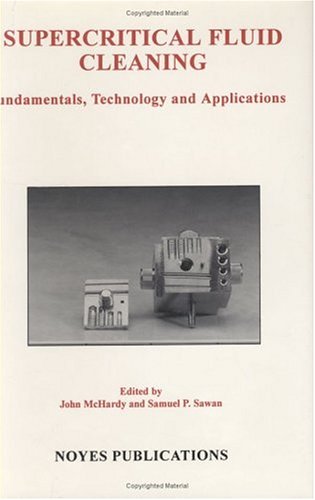 SUPERCRITICAL FLUID
CLEANING
undamentals, Technology and Applications
Edited by
John McHardy and Samuel P. Sawan
NOYES PUBLICATIONS